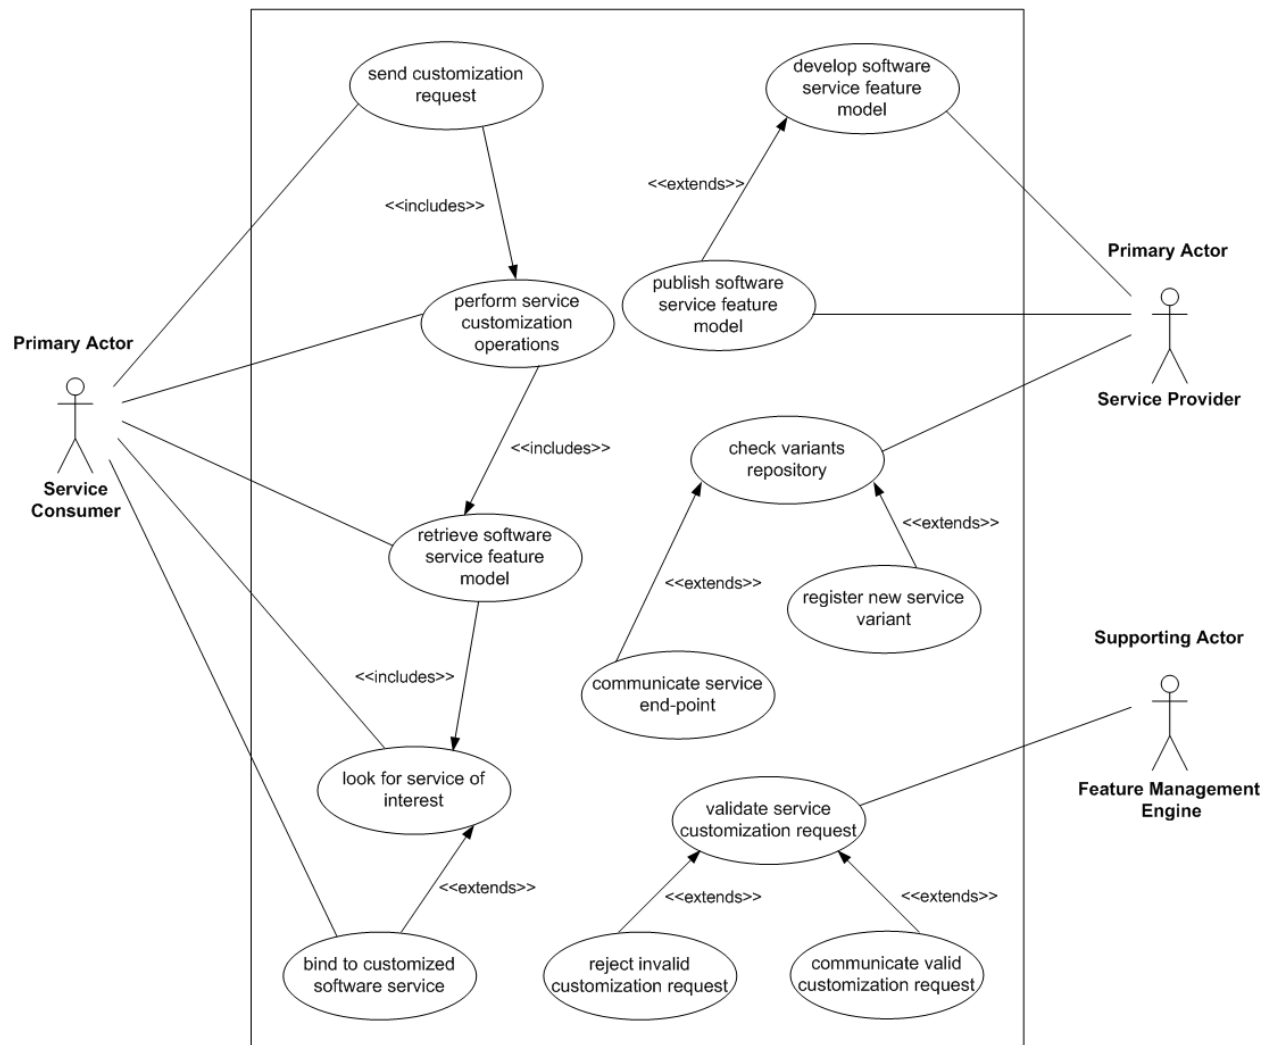 send customization
request
develop software
service feature
model
<<extends>>
<<includes>>
Primary Actor
publish software
service feature
model
perform service
customization
operations
Primary Actor
Service Provider
check variants
repository
<<includes>>
Service
Consumer
<<extends>>
retrieve software
service feature
model
<<extends>>
register new service
variant
Supporting Actor
<<includes>>
communicate service
end-point
look for service of
interest
Feature Management
Engine
validate service
customization request
<<extends>>
<<extends>>
<<extends>>
bind to customized
software service
reject invalid
customization request
communicate valid
customization request